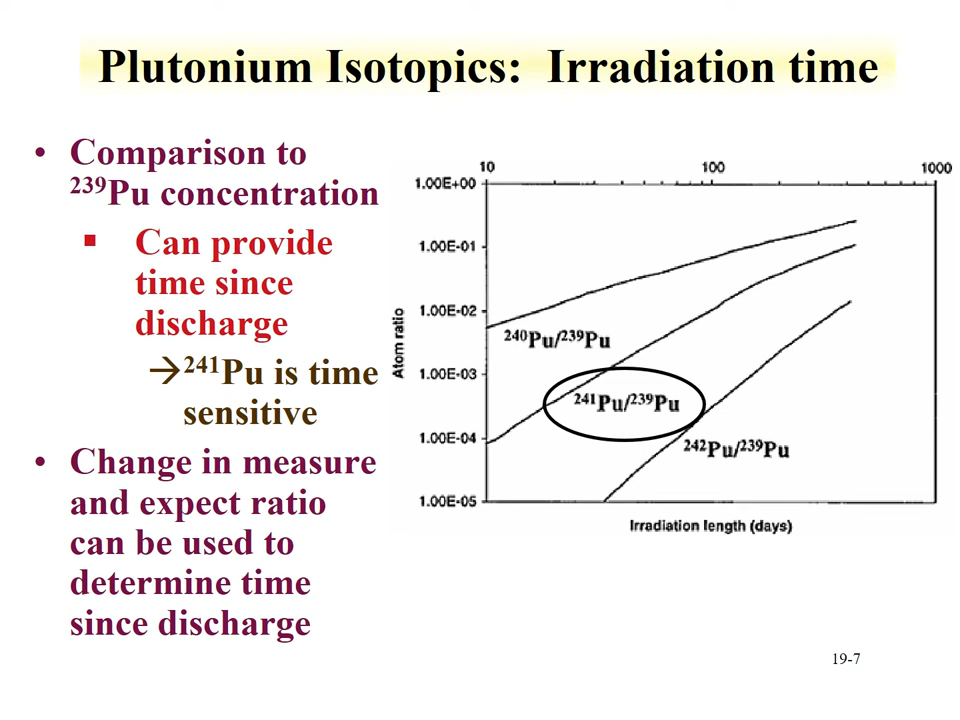 Plutonium Isotopics: Irradiation time
• Comparison to
²³⁹Pu concentration
▪ Can provide
time since
discharge
→²⁴¹Pu is time
sensitive
• Change in measure
and expect ratio
can be used to
determine time
since discharge
10 100 1000
1.00E+00
1.00E-01
1.00E-02
1.00E-03
1.00E-04
1.00E-05
Atom ratio
²⁴⁰Pu/²³⁹Pu
²⁴¹Pu/²³⁹Pu
²⁴²Pu/²³⁹Pu
Irradiation length (days)
19-7